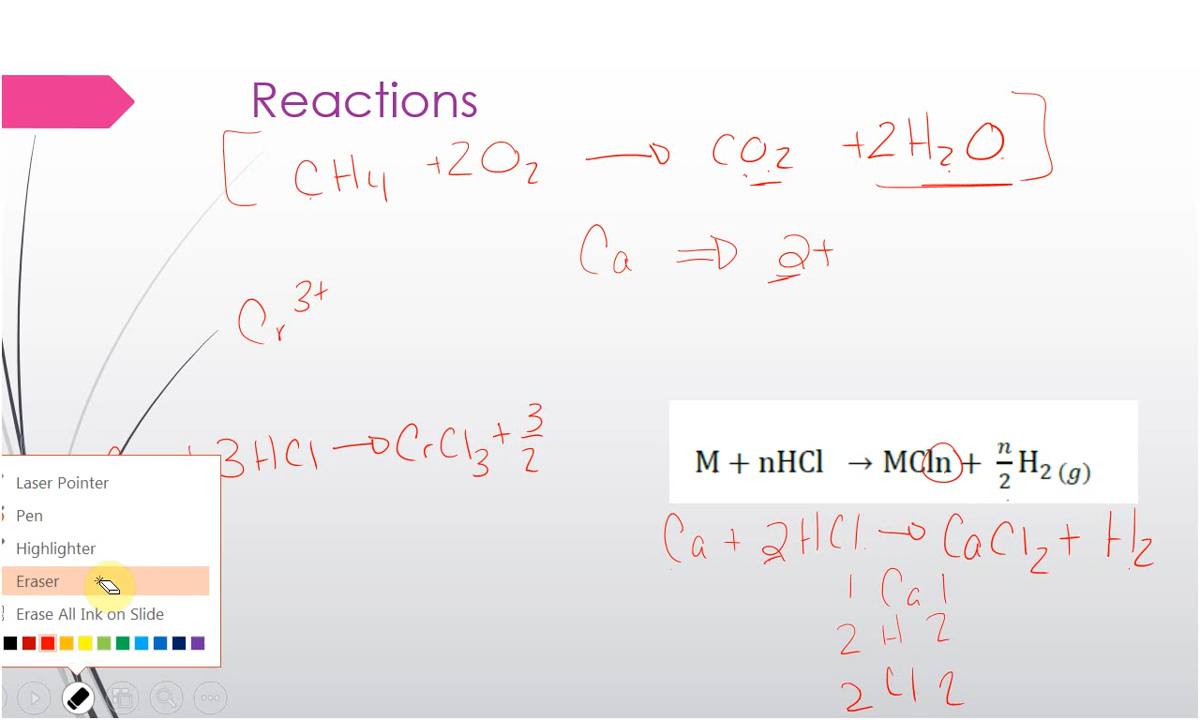 Reactions
[ CH4 + 2O2 → CO2 + 2H2O ]
Ca ⇒ 2+
Cr3+
+ 3HCl → CrCl3 + 3/2
M + nHCl → MCln + n/2 H2 (g)
Ca + 2HCl → CaCl2 + H2
1 Ca 1
2 H 2
2 Cl 2
Laser Pointer
Pen
Highlighter
Eraser
Erase All Ink on Slide